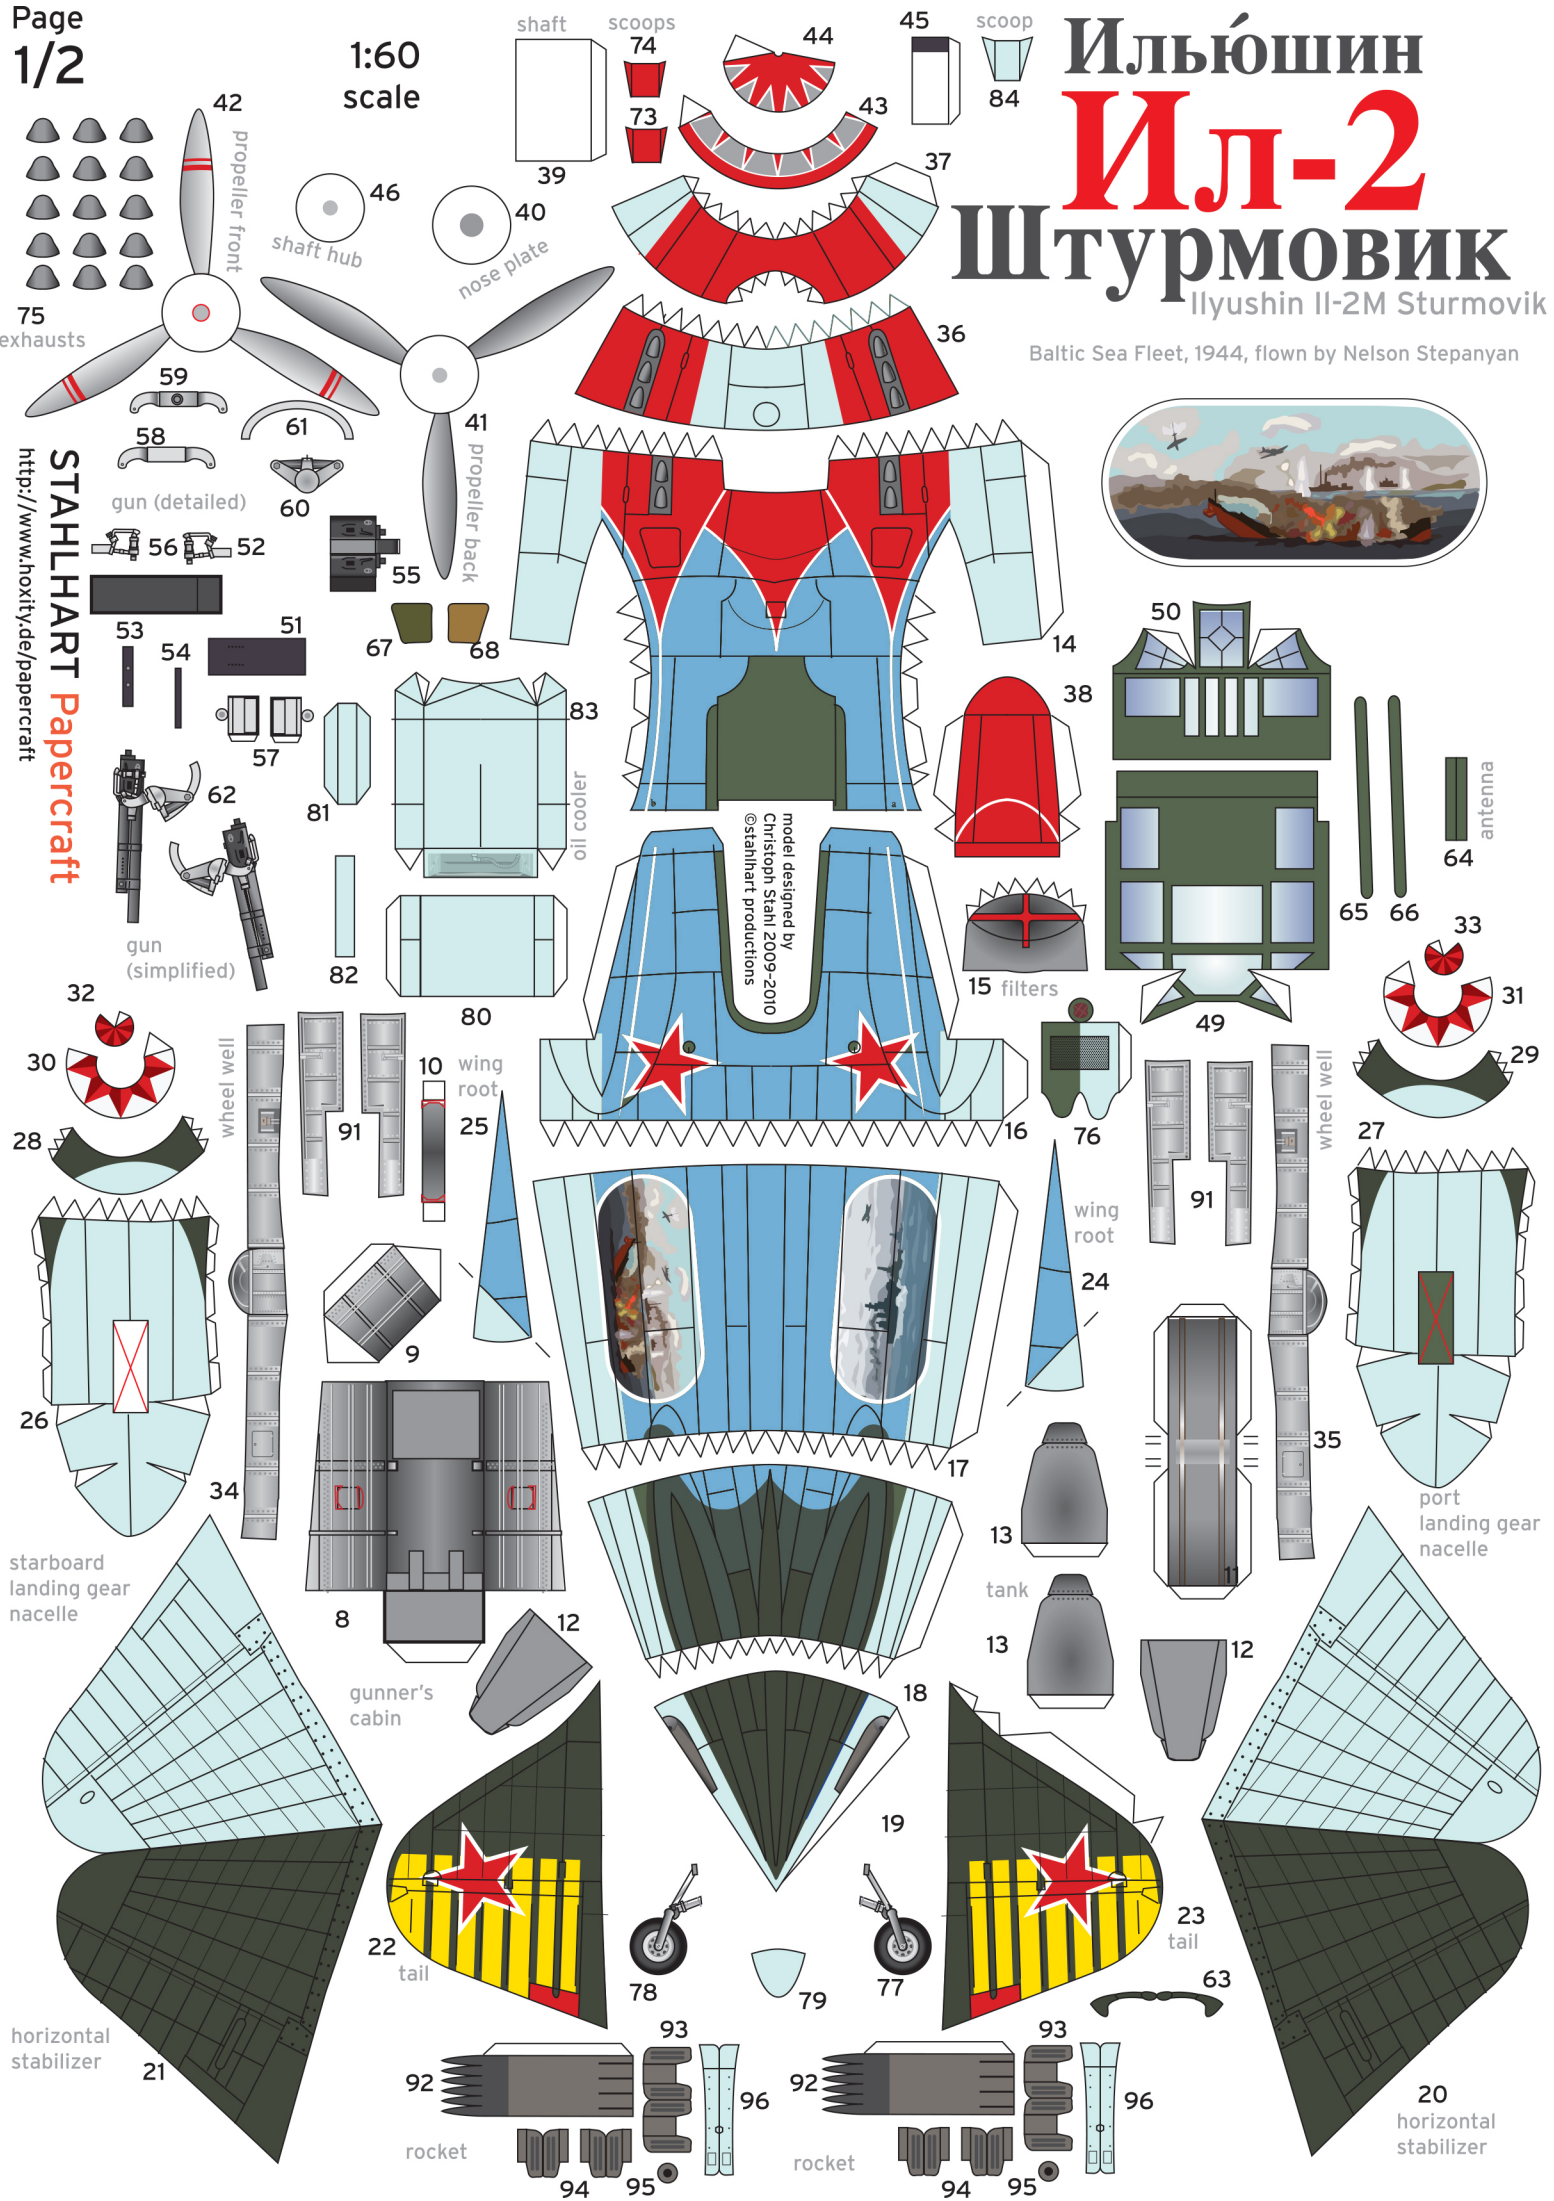 Page
1/2
1:60
scale
Илью́шин
Ил-2
Штурмовик
Ilyushin Il-2M Sturmovik
Baltic Sea Fleet, 1944, flown by Nelson Stepanyan
shaft
39
scoops
74
73
44
43
45
scoop
84
37
42
propeller front
46
shaft hub
40
nose plate
75
exhausts
36
59
61
58
41
propeller back
gun (detailed)
60
56
52
55
53
54
51
67
68
57
STAHLHART Papercraft
http://www.hoxity.de/papercraft
14
50
38
83
81
oil cooler
62
gun
(simplified)
82
80
model designed by
Christoph Stahl 2009-2010
©stahlhart productions
b
a
antenna
64
65
66
15 filters
49
33
31
29
32
30
28
wheel well
91
10
wing
root
25
16
76
91
wheel well
27
wing
root
24
9
26
34
17
11
35
port
landing gear
nacelle
starboard
landing gear
nacelle
8
12
gunner's
cabin
13
tank
13
12
18
19
22
tail
23
tail
78
79
77
63
horizontal
stabilizer
21
20
horizontal
stabilizer
92
93
96
rocket
94
95
92
93
96
rocket
94
95